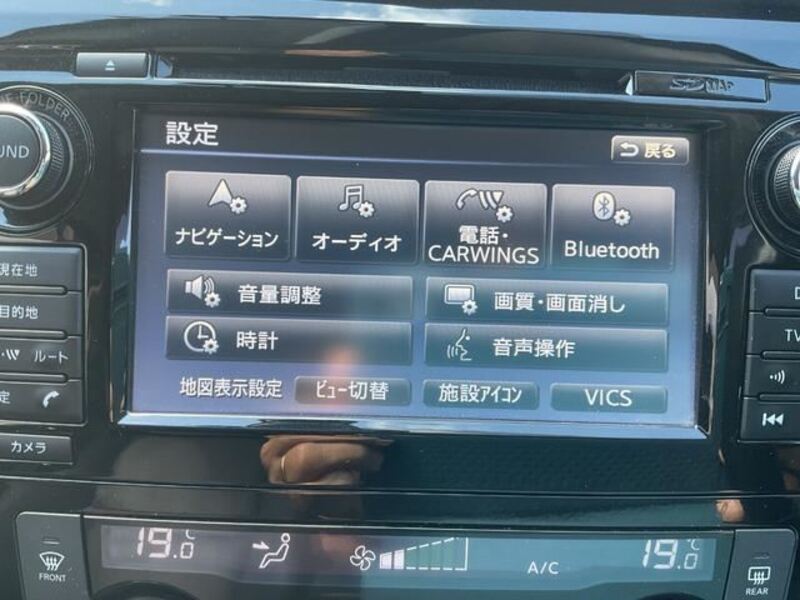 FOLDER
UND
MAP
設定
戻る
ナビゲーション
オーディオ
電話・
CARWINGS
Bluetooth
音量調整
画質・画面消し
時計
音声操作
地図表示設定
ビュー切替
施設アイコン
VICS
現在地
目的地
ルート
定
カメラ
TV
19.0℃
A/C
19.0℃
FRONT
REAR